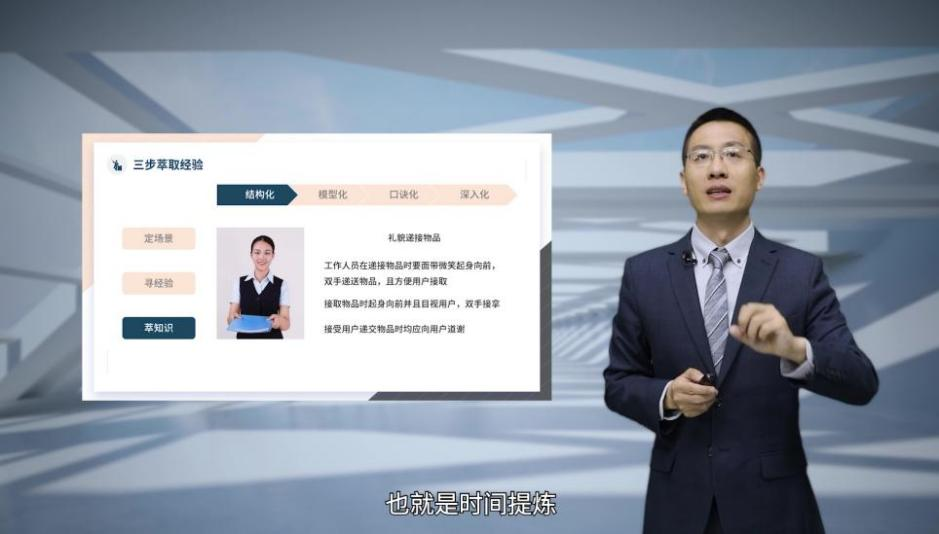 三步萃取经验
结构化
模型化
口诀化
深入化
定场景
寻经验
萃知识
礼貌递接物品
工作人员在递接物品时要面带微笑起身向前，
双手递送物品，且方便用户接取
接取物品时起身向前并且目视用户，双手接拿
接受用户递交物品时均应向用户道谢
也就是时间提炼